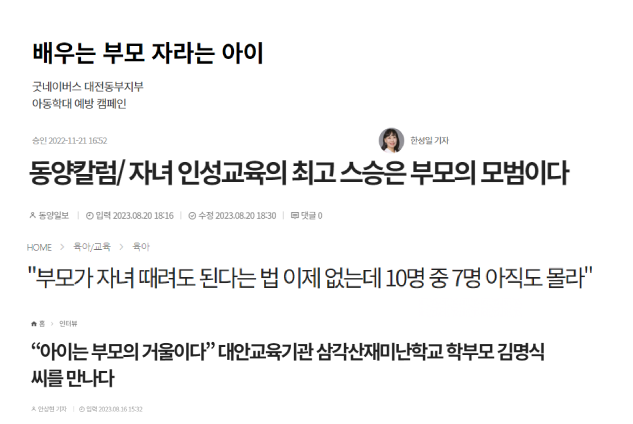 배우는 부모 자라는 아이
굿네이버스 대전동부지부
아동학대 예방 캠페인
승인 2022-11-21 16:52
한성일 기자
동양칼럼/ 자녀 인성교육의 최고 스승은 부모의 모범이다
동양일보 | 입력 2023.08.20 18:16 | 수정 2023.08.20 18:30 | 댓글 0
HOME > 육아/교육 > 육아
"부모가 자녀 때려도 된다는 법 이제 없는데 10명 중 7명 아직도 몰라"
홈 > 인터뷰
“아이는 부모의 거울이다” 대안교육기관 삼각산재미난학교 학부모 김명식
씨를 만나다
안상현 기자 | 입력 2023.08.16 15:32